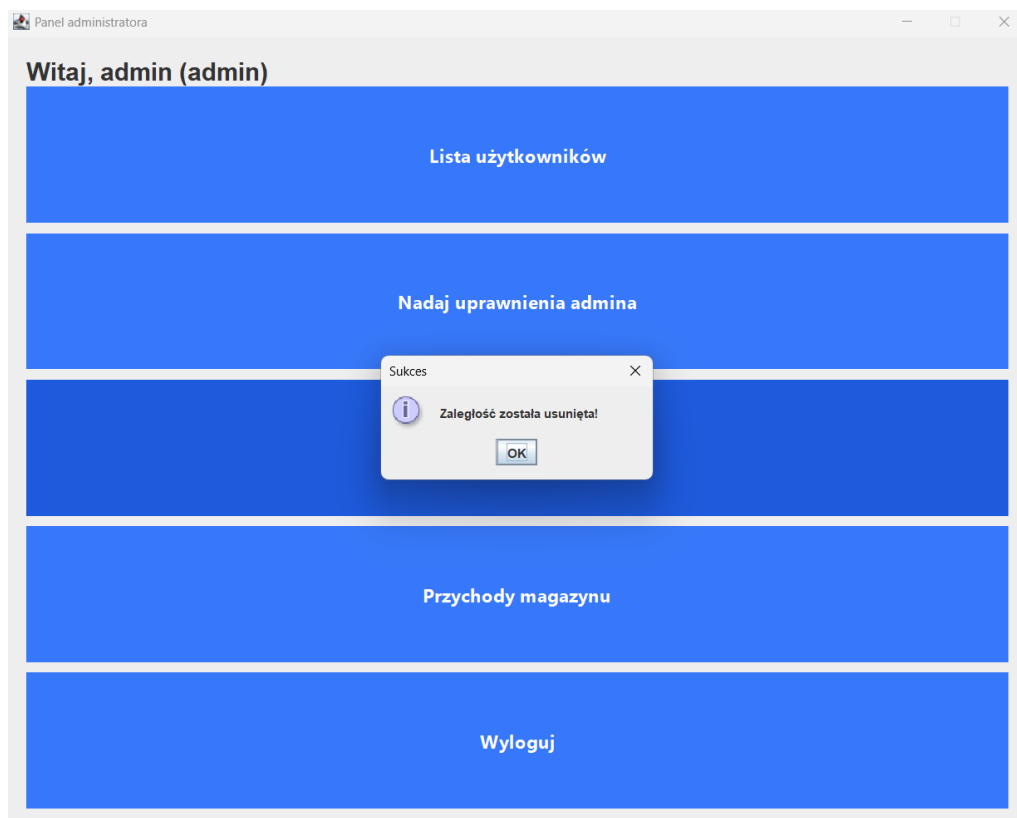 Panel administratora
Witaj, admin (admin)
Lista użytkowników
Nadaj uprawnienia admina
Sukces
Zaległość została usunięta!
OK
Przychody magazynu
Wyloguj